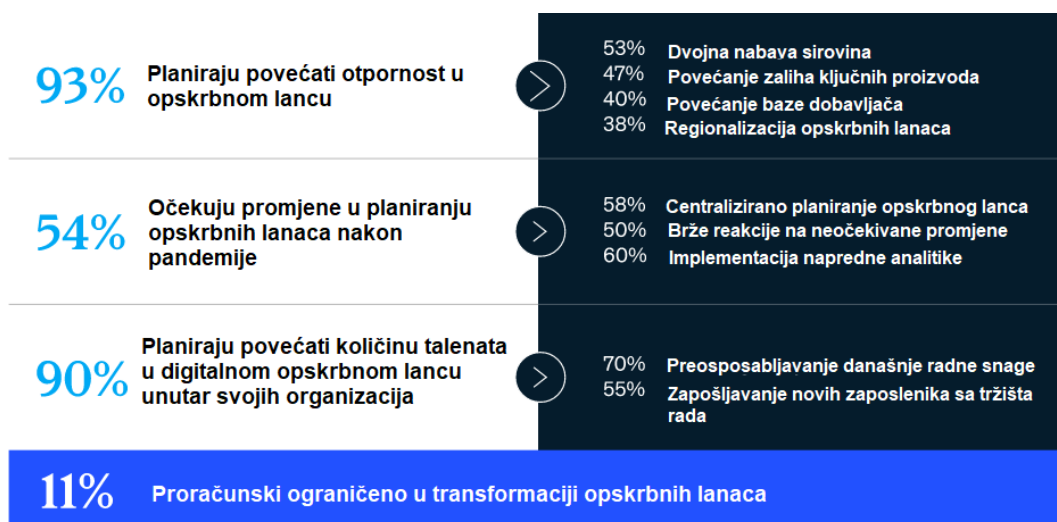 93% Planiraju povećati otpornost u
opskrbnom lancu
53% Dvojna nabava sirovina
47% Povećanje zaliha ključnih proizvoda
40% Povećanje baze dobavljača
38% Regionalizacija opskrbnih lanaca
54% Očekuju promjene u planiranju
opskrbnih lanaca nakon
pandemije
58% Centralizirano planiranje opskrbnog lanca
50% Brže reakcije na neočekivane promjene
60% Implementacija napredne analitike
90% Planiraju povećati količinu talenata
u digitalnom opskrbnom lancu
unutar svojih organizacija
70% Preosposabljavanje današnje radne snage
55% Zapošljavanje novih zaposlenika sa tržišta
rada
11% Proračunski ograničeno u transformaciji opskrbnih lanaca